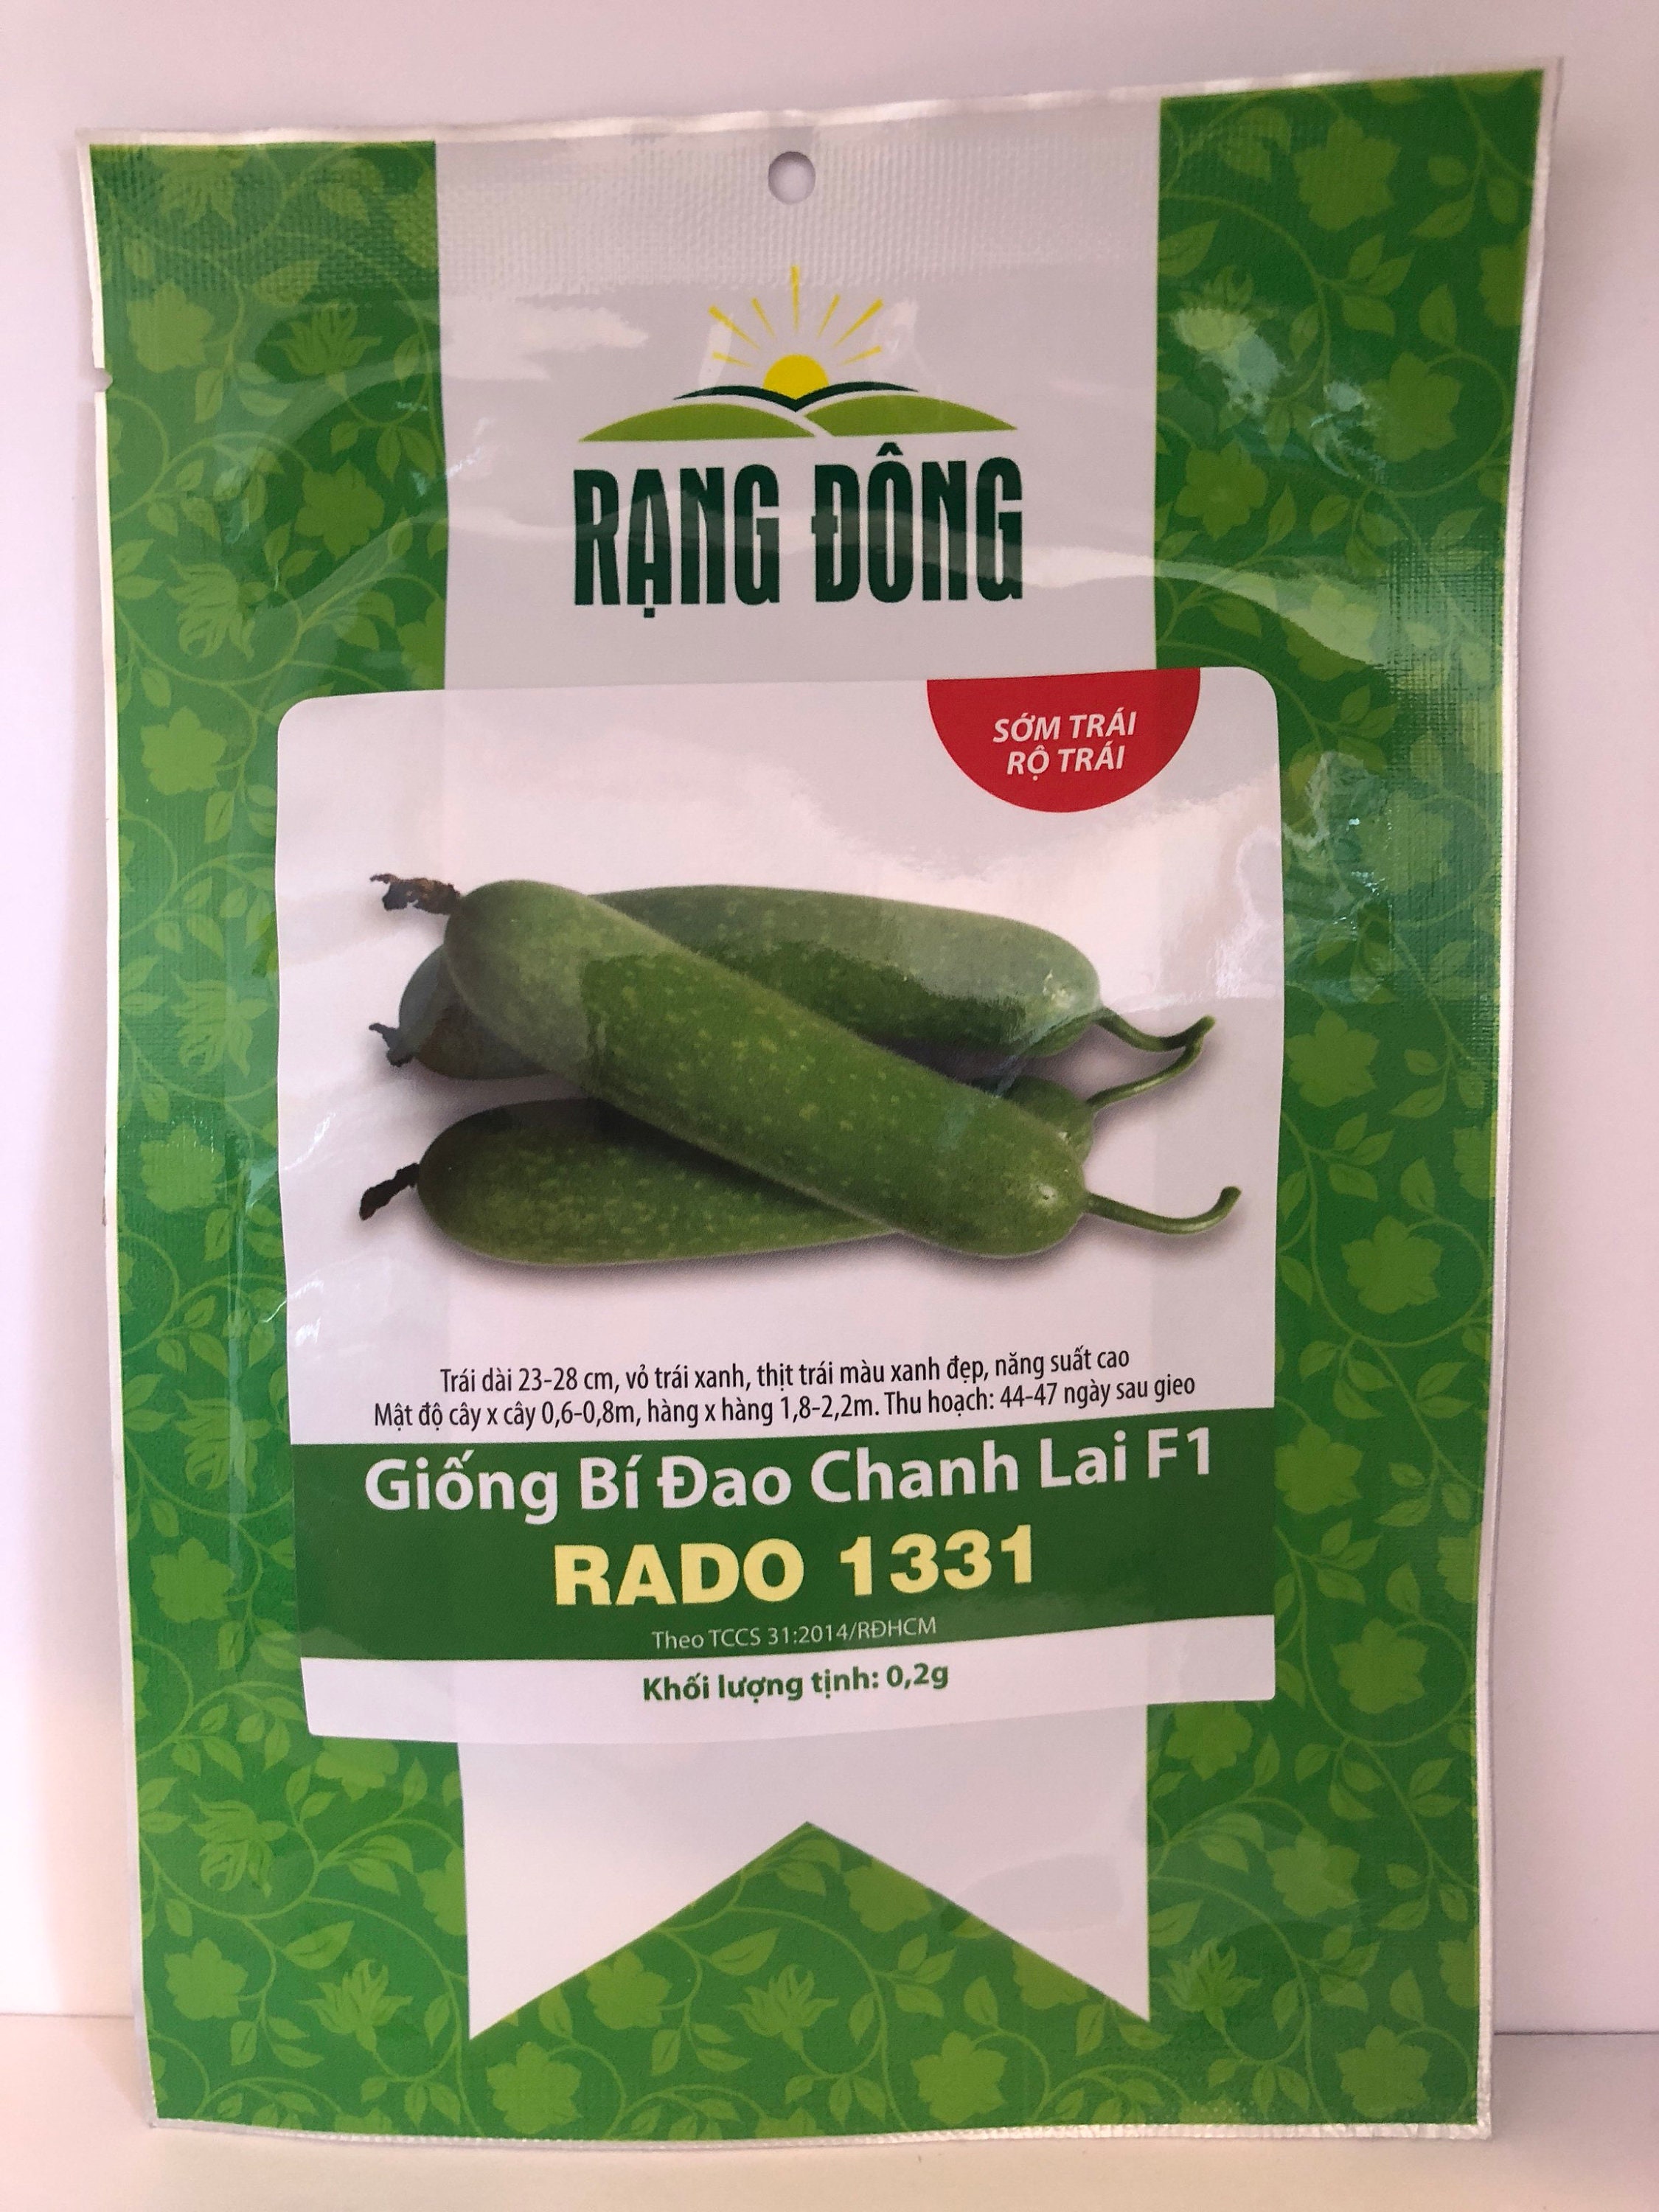 RẠNG ĐÔNG
SỚM TRÁI
RỘ TRÁI
Trái dài 23-28 cm, vỏ trái xanh, thịt trái màu xanh đẹp, năng suất cao
Mật độ cây x cây 0,6-0,8m, hàng x hàng 1,8-2,2m. Thu hoạch: 44-47 ngày sau gieo
Giống Bí Đao Chanh Lai F1
RADO 1331
Theo TCCS 31:2014/RĐHCM
Khối lượng tịnh: 0,2g